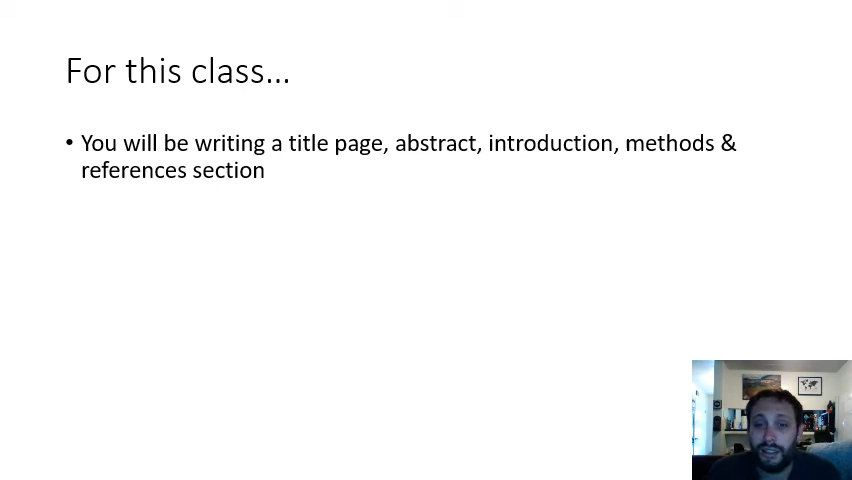 For this class…
• You will be writing a title page, abstract, introduction, methods &
references section